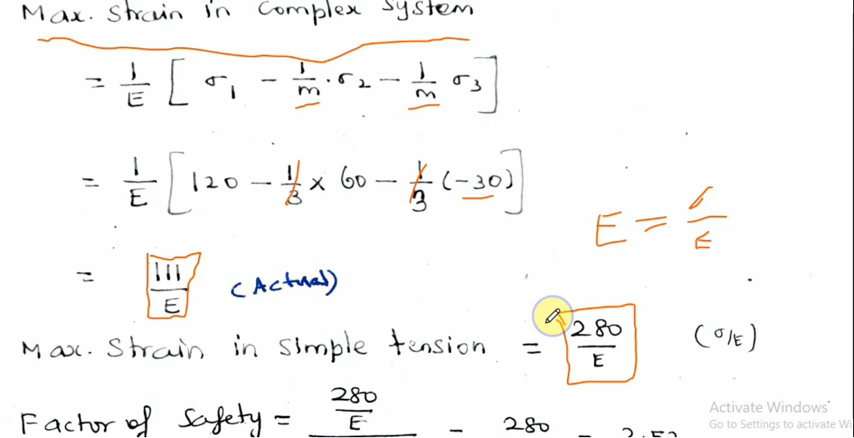 Max. Strain in Complex System
= 1/E [ σ1 - 1/m · σ2 - 1/m σ3 ]
= 1/E [ 120 - 1/3 × 60 - 1/3 (-30) ]
E = σ/ε
= 111/E (Actual)
Max. Strain in Simple tension = 280/E (σ/E)
Factor of Safety = 280/E = 280 =
Activate Windows
Go to Settings to activate Wi